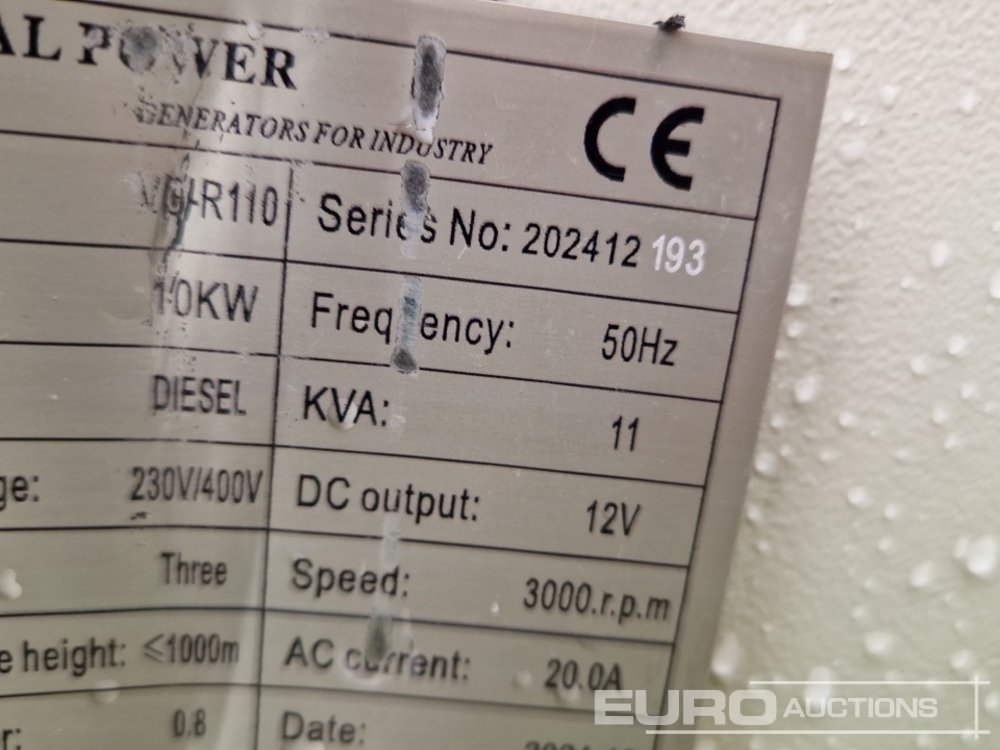 AL POWER
GENERATORS FOR INDUSTRY
CE
-R110 Series No: 202412 193
10KW Frequency: 50Hz
DIESEL KVA: 11
ge: 230V/400V DC output: 12V
Three Speed: 3000.r.p.m
e height: ≤1000m AC current: 20.0A
r: 0.8 Date:
EURO AUCTIONS